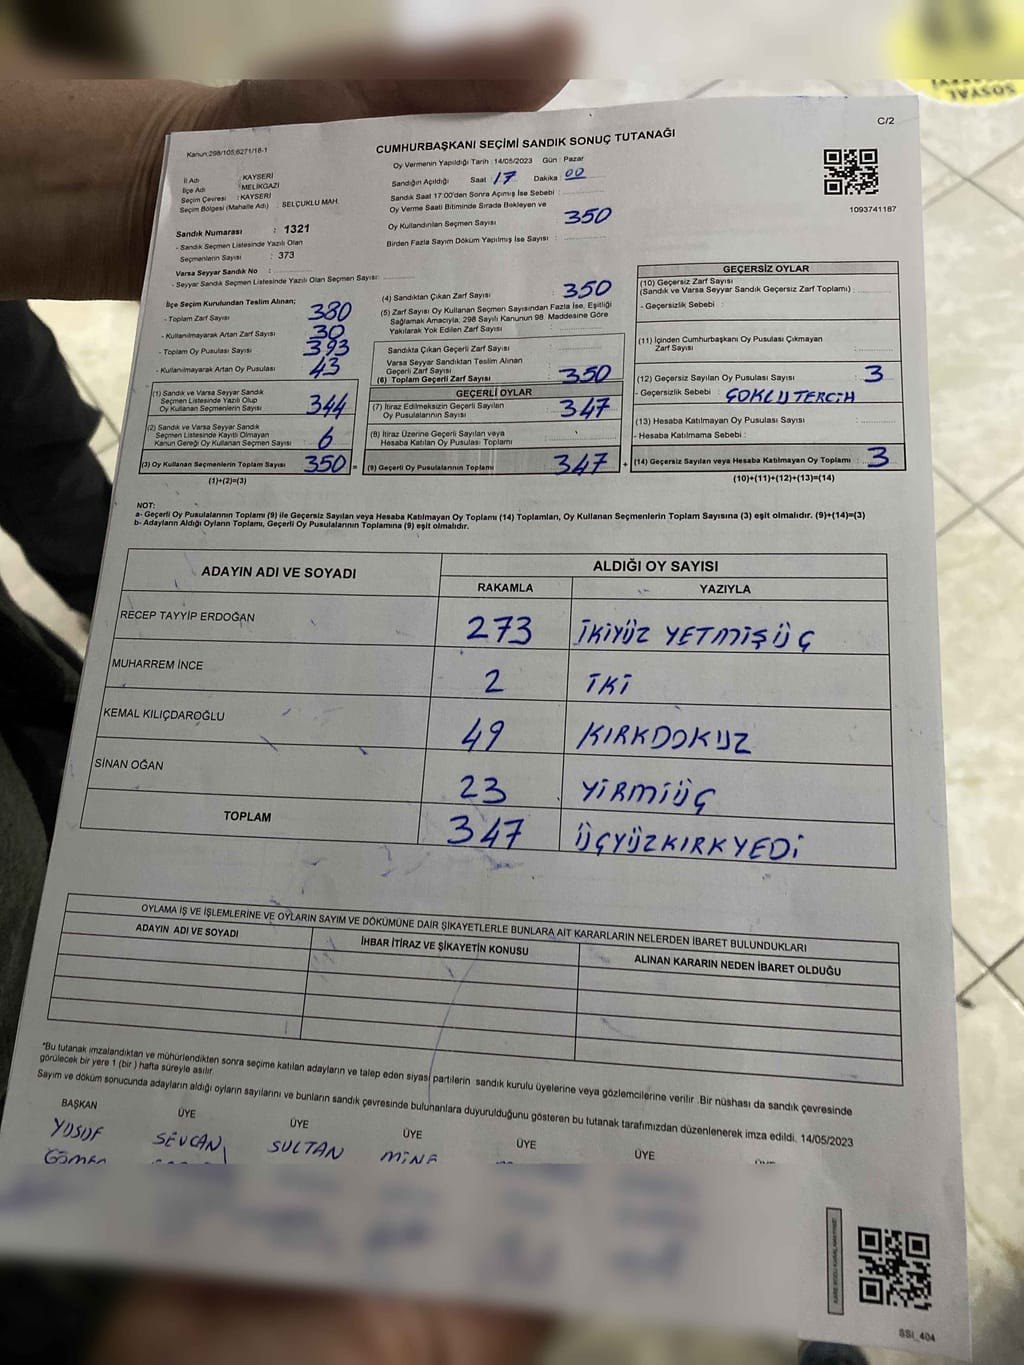 SOSYAL
C/2
Kanun:298/105;6271/18-1
CUMHURBAŞKANI SEÇİMİ SANDIK SONUÇ TUTANAĞI
Oy Vermenin Yapıldığı Tarih :14/05/2023 Gün : Pazar
İl Adı : KAYSERİ
İlçe Adı : MELİKGAZİ
Seçim Çevresi : KAYSERİ
Seçim Bölgesi (Mahalle Adı) : SELÇUKLU MAH.
Sandığın Açıldığı Saat 17 Dakika 00
Sandık Saat 17:00'den Sonra Açmış İse Sebebi :
Oy Verme Saati Bitiminde Sırada Bekleyen ve
Oy Kullandırılan Seçmen Sayısı : 350
Birden Fazla Sayım Döküm Yapılmış İse Sayısı :
1093741187
Sandık Numarası : 1321
- Sandık Seçmen Listesinde Yazılı Olan
Seçmenlerin Sayısı : 373
Varsa Seyyar Sandık No :
- Seyyar Sandık Seçmen Listesinde Yazılı Olan Seçmen Sayısı:
İlçe Seçim Kurulundan Teslim Alınan;
- Toplam Zarf Sayısı : 380
- Kullanılmayarak Artan Zarf Sayısı : 30
- Toplam Oy Pusulası Sayısı : 393
- Kullanılmayarak Artan Oy Pusulası : 43
(1) Sandık ve Varsa Seyyar Sandık
Seçmen Listesinde Yazılı Olup
Oy Kullanan Seçmenlerin Sayısı : 344
(2) Sandık ve Varsa Seyyar Sandık
Seçmen Listesinde Kayıtlı Olmayan
Kanun Gereği Oy Kullanan Seçmen Sayısı : 6
(3) Oy Kullanan Seçmenlerin Toplam Sayısı : 350 =
(1)+(2)=(3)
(4) Sandıktan Çıkan Zarf Sayısı : 350
(5) Zarf Sayısı Oy Kullanan Seçmen Sayısından Fazla İse, Eşitliği
Sağlamak Amacıyla, 298 Sayılı Kanunun 98. Maddesine Göre
Yakılarak Yok Edilen Zarf Sayısı :
Sandıkta Çıkan Geçerli Zarf Sayısı :
Varsa Seyyar Sandıktan Teslim Alınan
Geçerli Zarf Sayısı :
(6) Toplam Geçerli Zarf Sayısı : 350
GEÇERLİ OYLAR
(7) İtiraz Edilmeksizin Geçerli Sayılan
Oy Pusulalarının Sayısı : 347
(8) İtiraz Üzerine Geçerli Sayılan veya
Hesaba Katılan Oy Pusulası Toplamı :
(9) Geçerli Oy Pusulalarının Toplamı : 347 +
GEÇERSİZ OYLAR
(10) Geçersiz Zarf Sayısı
(Sandık ve Varsa Seyyar Sandık Geçersiz Zarf Toplamı) :
- Geçersizlik Sebebi :
(11) İçinden Cumhurbaşkanı Oy Pusulası Çıkmayan
Zarf Sayısı :
(12) Geçersiz Sayılan Oy Pusulası Sayısı : 3
- Geçersizlik Sebebi : ÇOKLU TERCİH
(13) Hesaba Katılmayan Oy Pusulası Sayısı :
- Hesaba Katılmama Sebebi :
(14) Geçersiz Sayılan veya Hesaba Katılmayan Oy Toplamı : 3
(10)+(11)+(12)+(13)=(14)
NOT:
a- Geçerli Oy Pusulalarının Toplamı (9) ile Geçersiz Sayılan veya Hesaba Katılmayan Oy Toplamı (14) Toplamları, Oy Kullanan Seçmenlerin Toplam Sayısına (3) eşit olmalıdır. (9)+(14)=(3)
b- Adayların Aldığı Oyların Toplamı, Geçerli Oy Pusulalarının Toplamına (9) eşit olmalıdır.
ADAYIN ADI VE SOYADI ALDIĞI OY SAYISI
RAKAMLA YAZIYLA
RECEP TAYYİP ERDOĞAN 273 İKİYÜZ YETMİŞÜÇ
MUHARREM İNCE 2 İKİ
KEMAL KILIÇDAROĞLU 49 KIRKDOKUZ
SİNAN OĞAN 23 YİRMİÜÇ
TOPLAM 347 ÜÇYÜZKIRKYEDİ
OYLAMA İŞ VE İŞLEMLERİNE VE OYLARIN SAYIM VE DÖKÜMÜNE DAİR ŞİKAYETLERLE BUNLARA AİT KARARLARIN NELERDEN İBARET BULUNDUKLARI
ADAYIN ADI VE SOYADI İHBAR İTİRAZ VE ŞİKAYETİN KONUSU ALINAN KARARIN NEDEN İBARET OLDUĞU
*Bu tutanak imzalandıktan ve mühürlendikten sonra seçime katılan adayların ve talep eden siyasi partilerin sandık kurulu üyelerine veya gözlemcilerine verilir .Bir nüshası da sandık çevresinde
görülecek bir yere 1 (bir ) hafta süreyle asılır.
Sayım ve döküm sonucunda adayların aldığı oyların sayılarını ve bunların sandık çevresinde bulunanlara duyurulduğunu gösteren bu tutanak tarafımızdan düzenlenerek imza edildi. 14/05/2023
BAŞKAN ÜYE ÜYE ÜYE ÜYE ÜYE
YUSUF SEVCAN SULTAN MİNE
SSİ_404